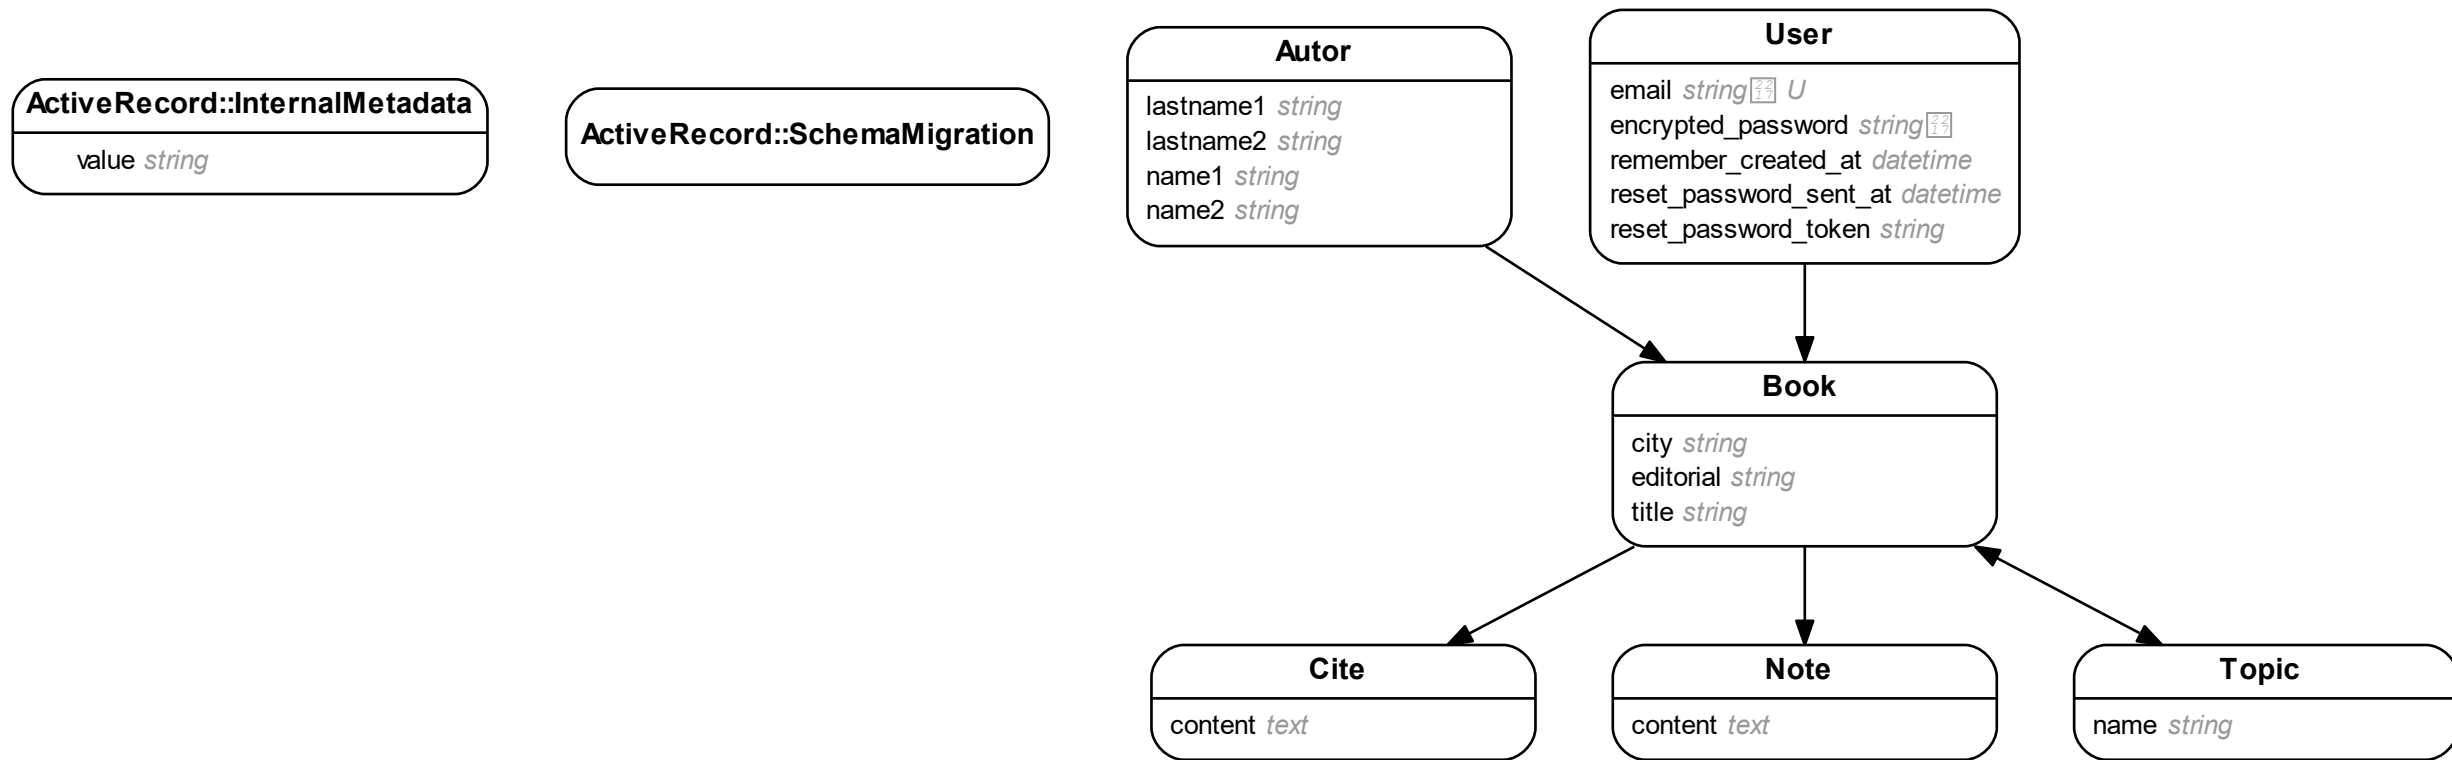 ActiveRecord::InternalMetadata
value string
ActiveRecord::SchemaMigration
Autor
lastname1 string
lastname2 string
name1 string
name2 string
User
email string U
encrypted_password string
remember_created_at datetime
reset_password_sent_at datetime
reset_password_token string
Book
city string
editorial string
title string
Cite
content text
Note
content text
Topic
name string